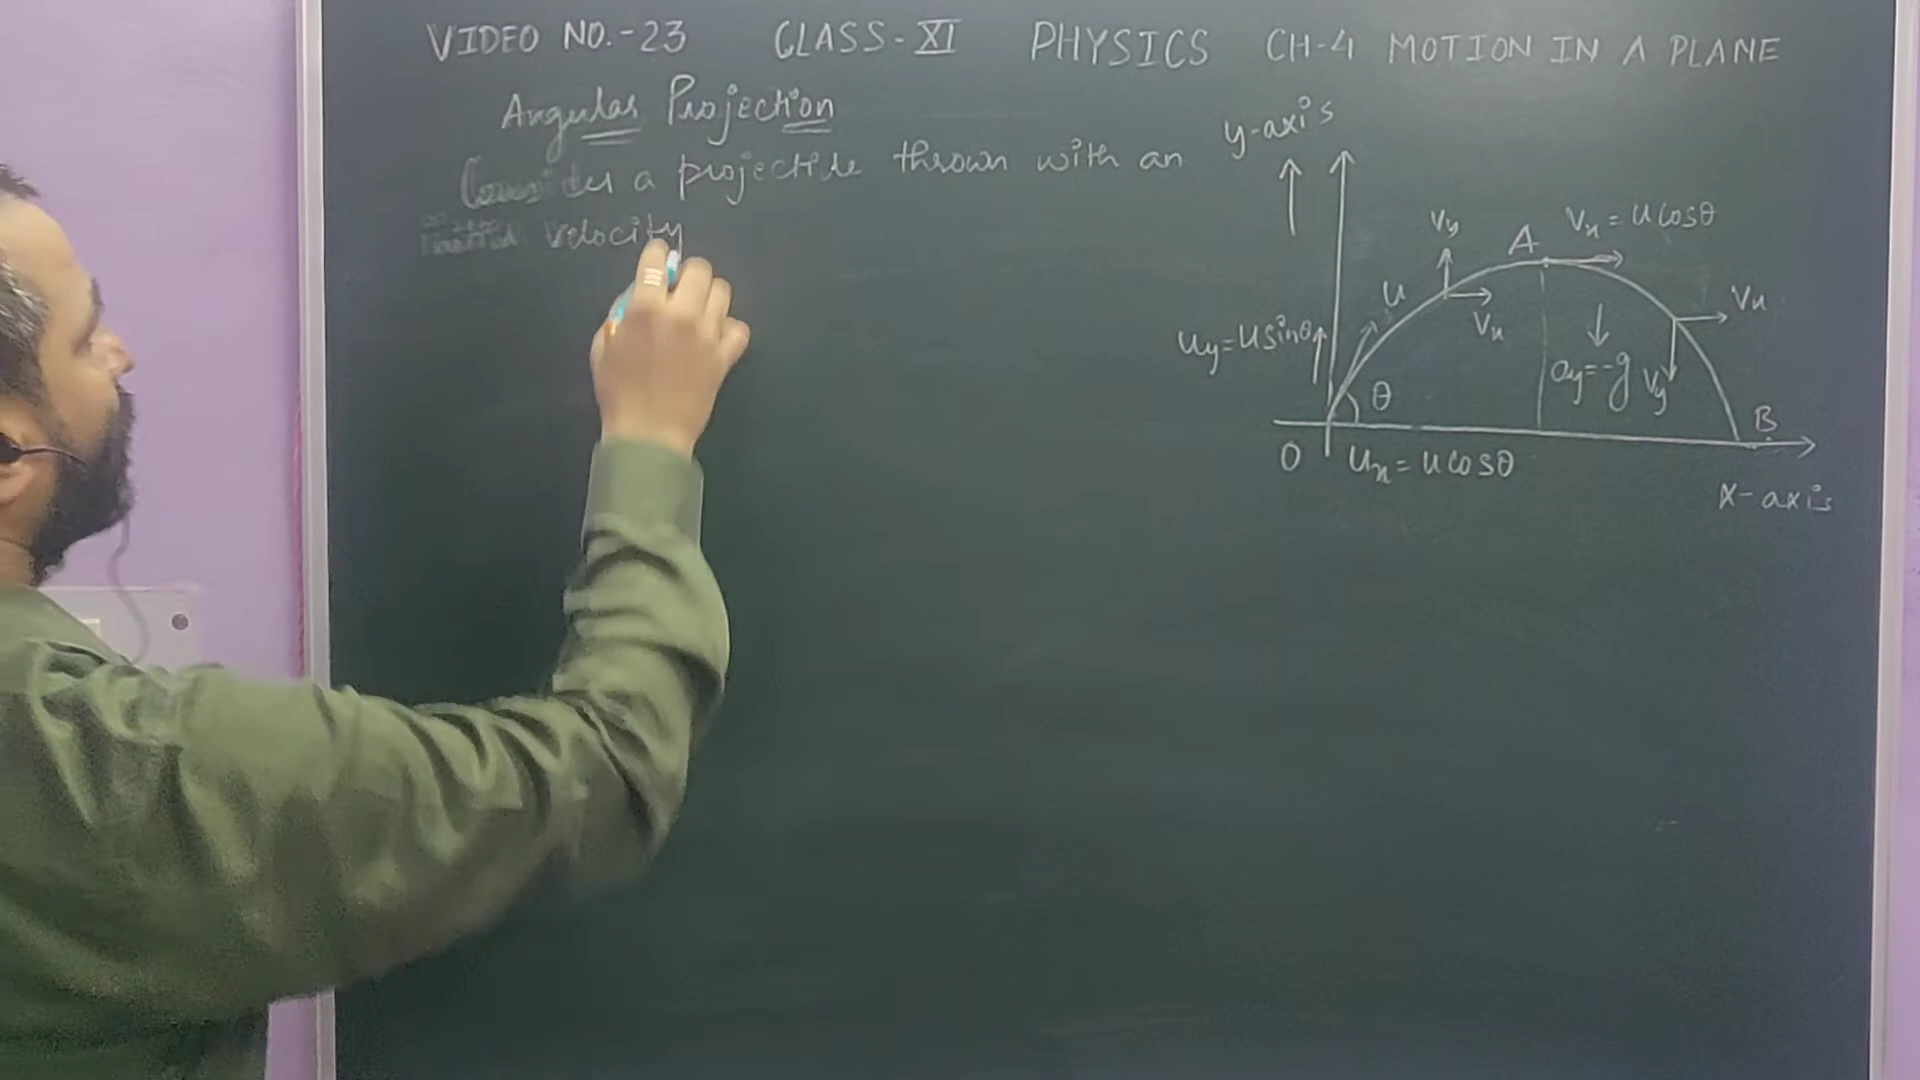 VIDEO NO.-23 CLASS-XI PHYSICS CH-4 MOTION IN A PLANE
Angular Projection
Consider a projectile thrown with an
velocity
y-axis
Vy
A
Vx = u cosθ
u
Vx
Vx
uy=u sinθ
ay=-g
Vy
θ
B
O
ux = u cosθ
X-axis